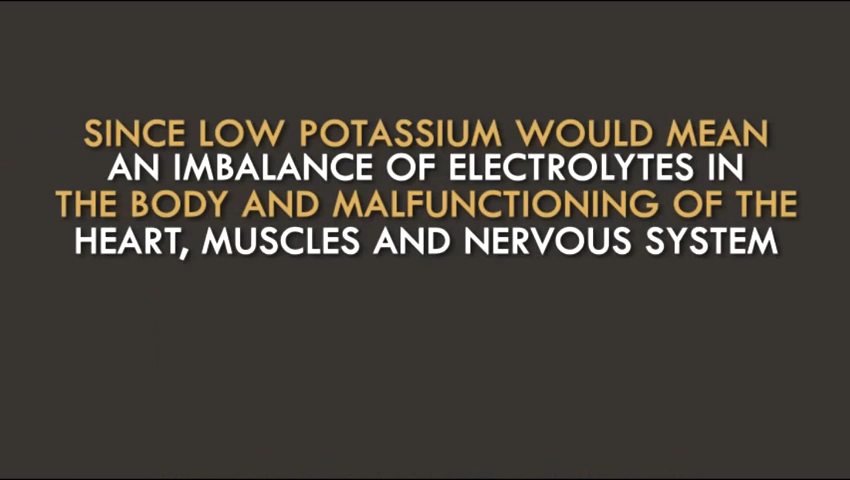 SINCE LOW POTASSIUM WOULD MEAN
AN IMBALANCE OF ELECTROLYTES IN
THE BODY AND MALFUNCTIONING OF THE
HEART, MUSCLES AND NERVOUS SYSTEM